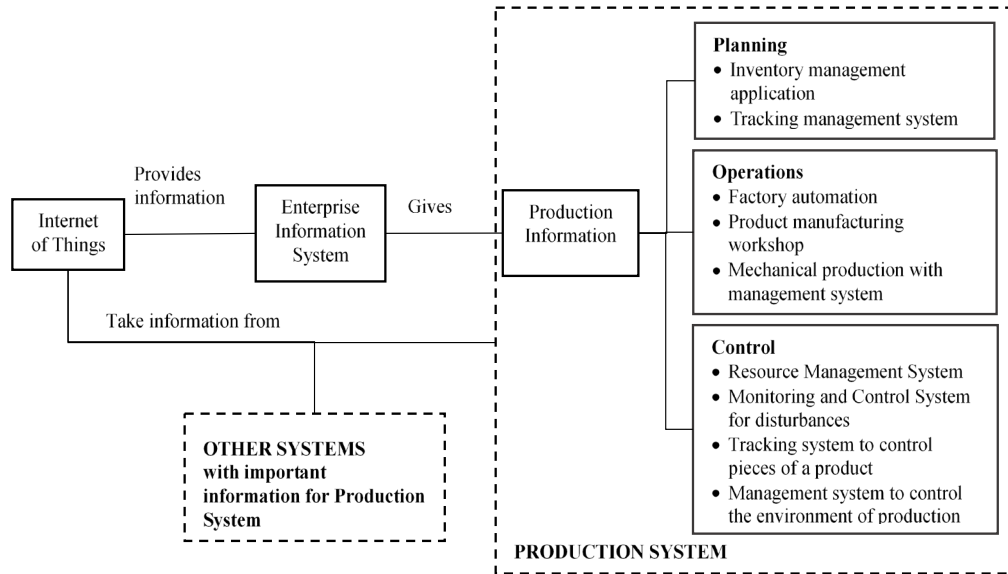 Planning
• Inventory management
application
• Tracking management system
Operations
• Factory automation
• Product manufacturing
workshop
• Mechanical production with
management system
Control
• Resource Management System
• Monitoring and Control System
for disturbances
• Tracking system to control
pieces of a product
• Management system to control
the environment of production
Provides
information
Gives
Internet
of Things
Enterprise
Information
System
Production
Information
Take information from
OTHER SYSTEMS
with important
information for Production
System
PRODUCTION SYSTEM